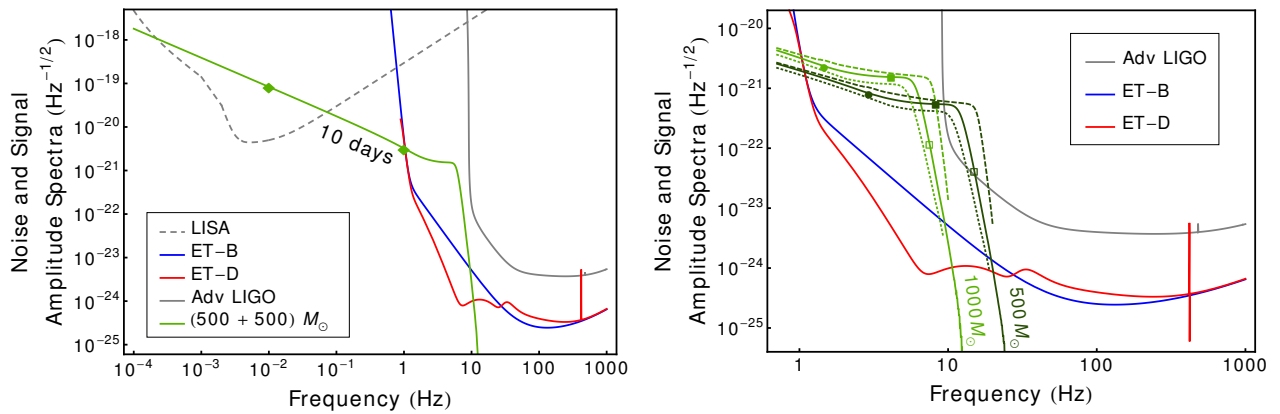 Noise and Signal
Amplitude Spectra (Hz^−1/2)
10^−18
10^−19
10^−20
10^−21
10^−22
10^−23
10^−24
10^−25
10 days
LISA
ET−B
ET−D
Adv LIGO
(500 + 500) M⊙
10^−4
10^−3
10^−2
10^−1
1
10
100
1000
Frequency (Hz)
Noise and Signal
Amplitude Spectra (Hz^−1/2)
10^−20
10^−21
10^−22
10^−23
10^−24
10^−25
Adv LIGO
ET−B
ET−D
1000 M⊙
500 M⊙
1
10
100
1000
Frequency (Hz)